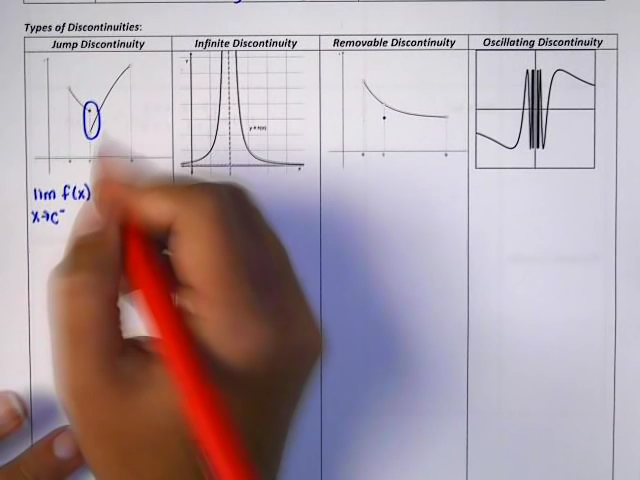 Types of Discontinuities:
Jump Discontinuity
Infinite Discontinuity
Removable Discontinuity
Oscillating Discontinuity
lim f(x)
x→c⁻